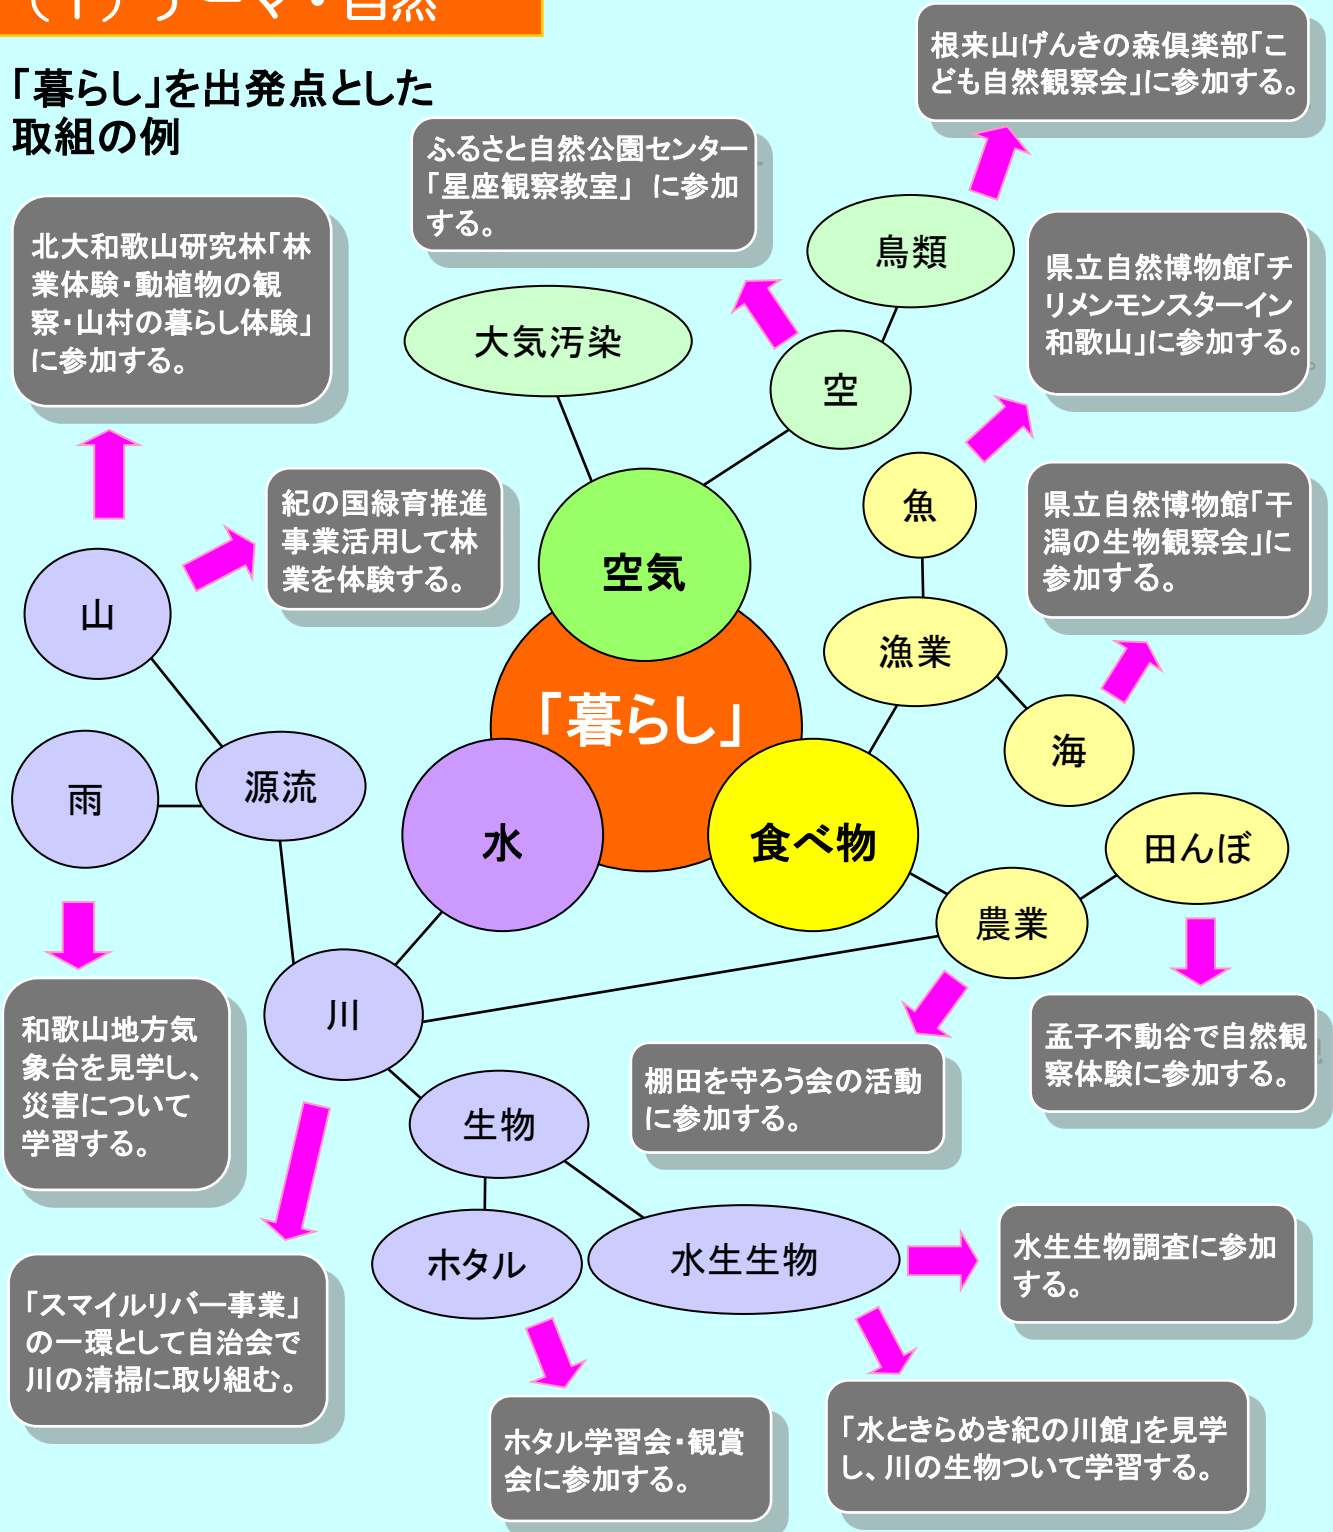 (1)テーマ・自然
「暮らし」を出発点とした
取組の例
根来山げんきの森倶楽部「こ
ども自然観察会」に参加する。
ふるさと自然公園センター
「星座観察教室」 に参加
する。
北大和歌山研究林「林
業体験・動植物の観
察・山村の暮らし体験」
に参加する。
鳥類
県立自然博物館「チ
リメンモンスターイン
和歌山」に参加する。
大気汚染
空
紀の国緑育推進
事業活用して林
業を体験する。
魚
県立自然博物館「干
潟の生物観察会」に
参加する。
空気
山
漁業
「暮らし」
海
雨
源流
水
食べ物
田んぼ
農業
川
和歌山地方気
象台を見学し、
災害について
学習する。
孟子不動谷で自然観
察体験に参加する。
棚田を守ろう会の活動
に参加する。
生物
ホタル
水生生物
水生生物調査に参加
する。
「スマイルリバー事業」
の一環として自治会で
川の清掃に取り組む。
ホタル学習会・観賞
会に参加する。
「水ときらめき紀の川館」を見学
し、川の生物ついて学習する。